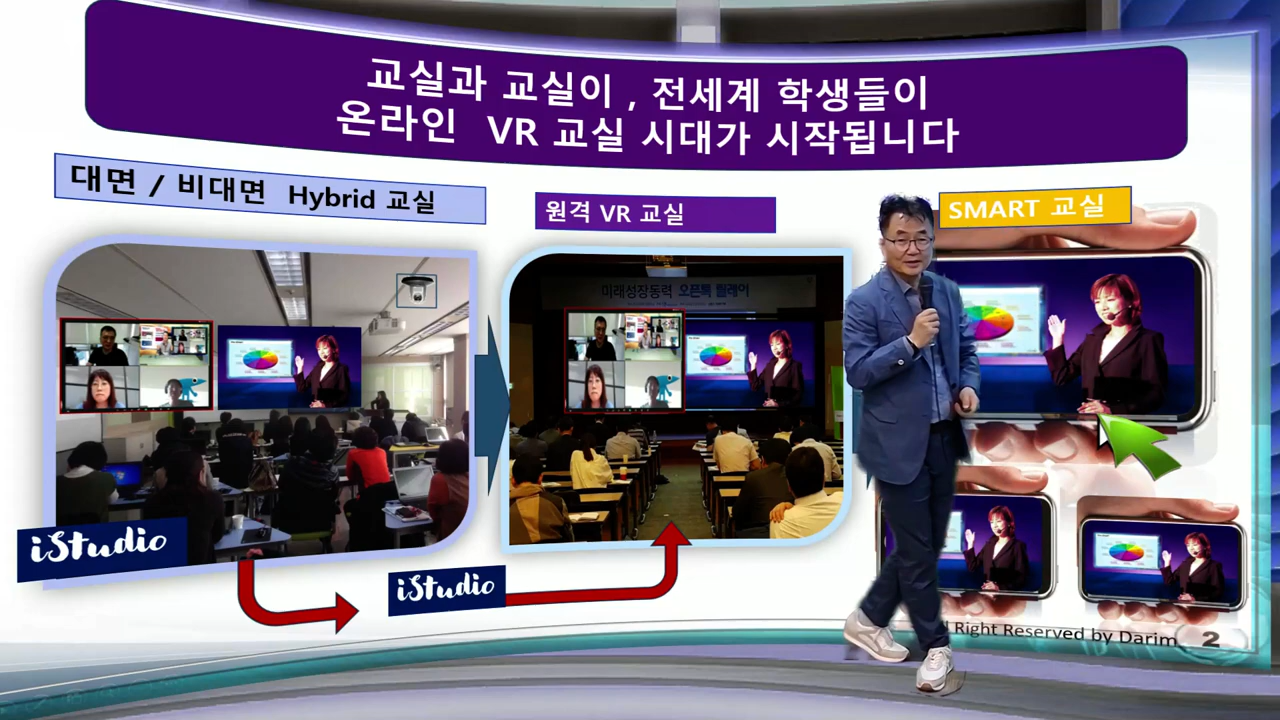 교실과 교실이 , 전세계 학생들이
온라인 VR 교실 시대가 시작됩니다
대면 / 비대면 Hybrid 교실
원격 VR 교실
SMART 교실
미래성장동력 오픈톡 릴레이
iStudio
iStudio
Right Reserved by Darim
2